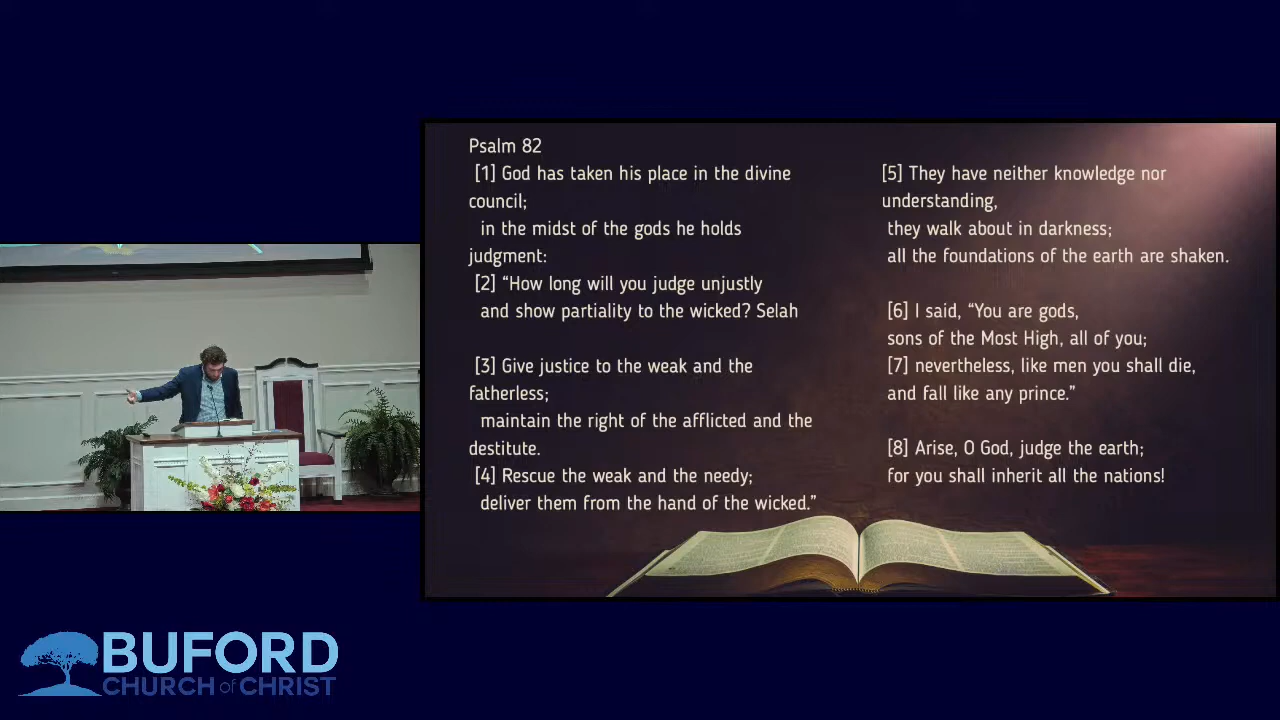 Psalm 82
[1] God has taken his place in the divine
council;
in the midst of the gods he holds
judgment:
[2] “How long will you judge unjustly
and show partiality to the wicked? Selah
[3] Give justice to the weak and the
fatherless;
maintain the right of the afflicted and the
destitute.
[4] Rescue the weak and the needy;
deliver them from the hand of the wicked.”
[5] They have neither knowledge nor
understanding,
they walk about in darkness;
all the foundations of the earth are shaken.
[6] I said, “You are gods,
sons of the Most High, all of you;
[7] nevertheless, like men you shall die,
and fall like any prince.”
[8] Arise, O God, judge the earth;
for you shall inherit all the nations!
BUFORD
CHURCH of CHRIST